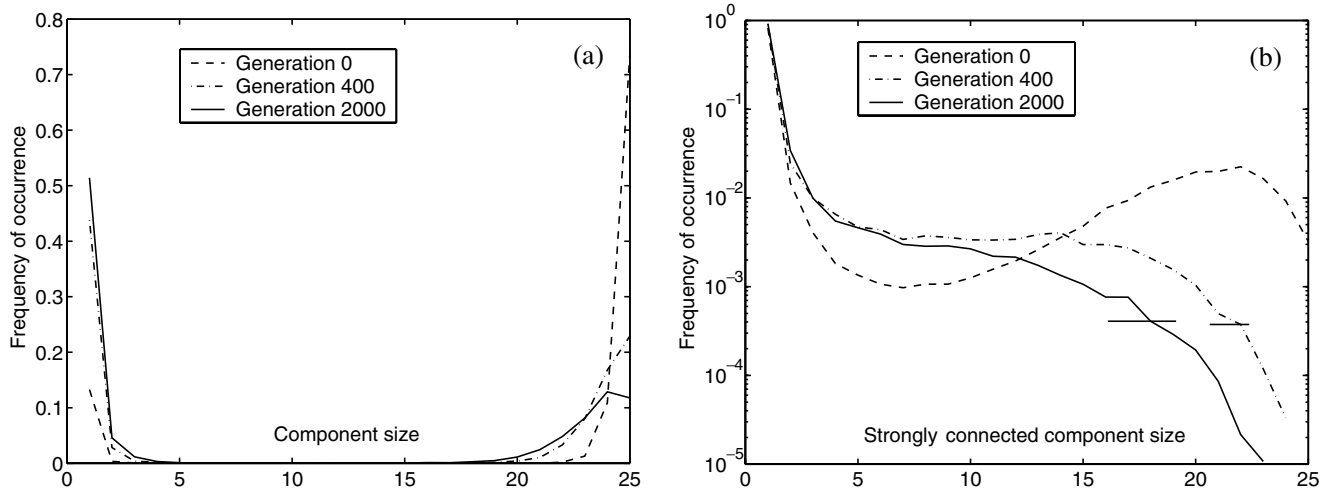 0.8
0.7
0.6
0.5
0.4
0.3
0.2
0.1
0
Frequency of occurrence
Generation 0
Generation 400
Generation 2000
(a)
Component size
0 5 10 15 20 25
10^0
10^-1
10^-2
10^-3
10^-4
10^-5
Frequency of occurrence
Generation 0
Generation 400
Generation 2000
(b)
Strongly connected component size
0 5 10 15 20 25